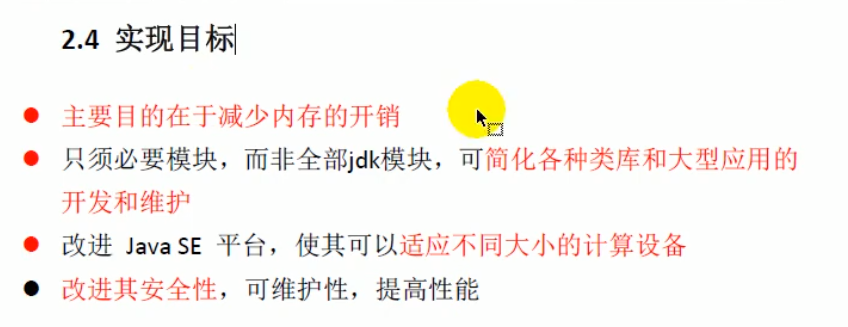 2.4 实现目标
主要目的在于减少内存的开销
只须必要模块，而非全部jdk模块，可简化各种类库和大型应用的
开发和维护
改进 Java SE 平台，使其可以适应不同大小的计算设备
改进其安全性，可维护性，提高性能